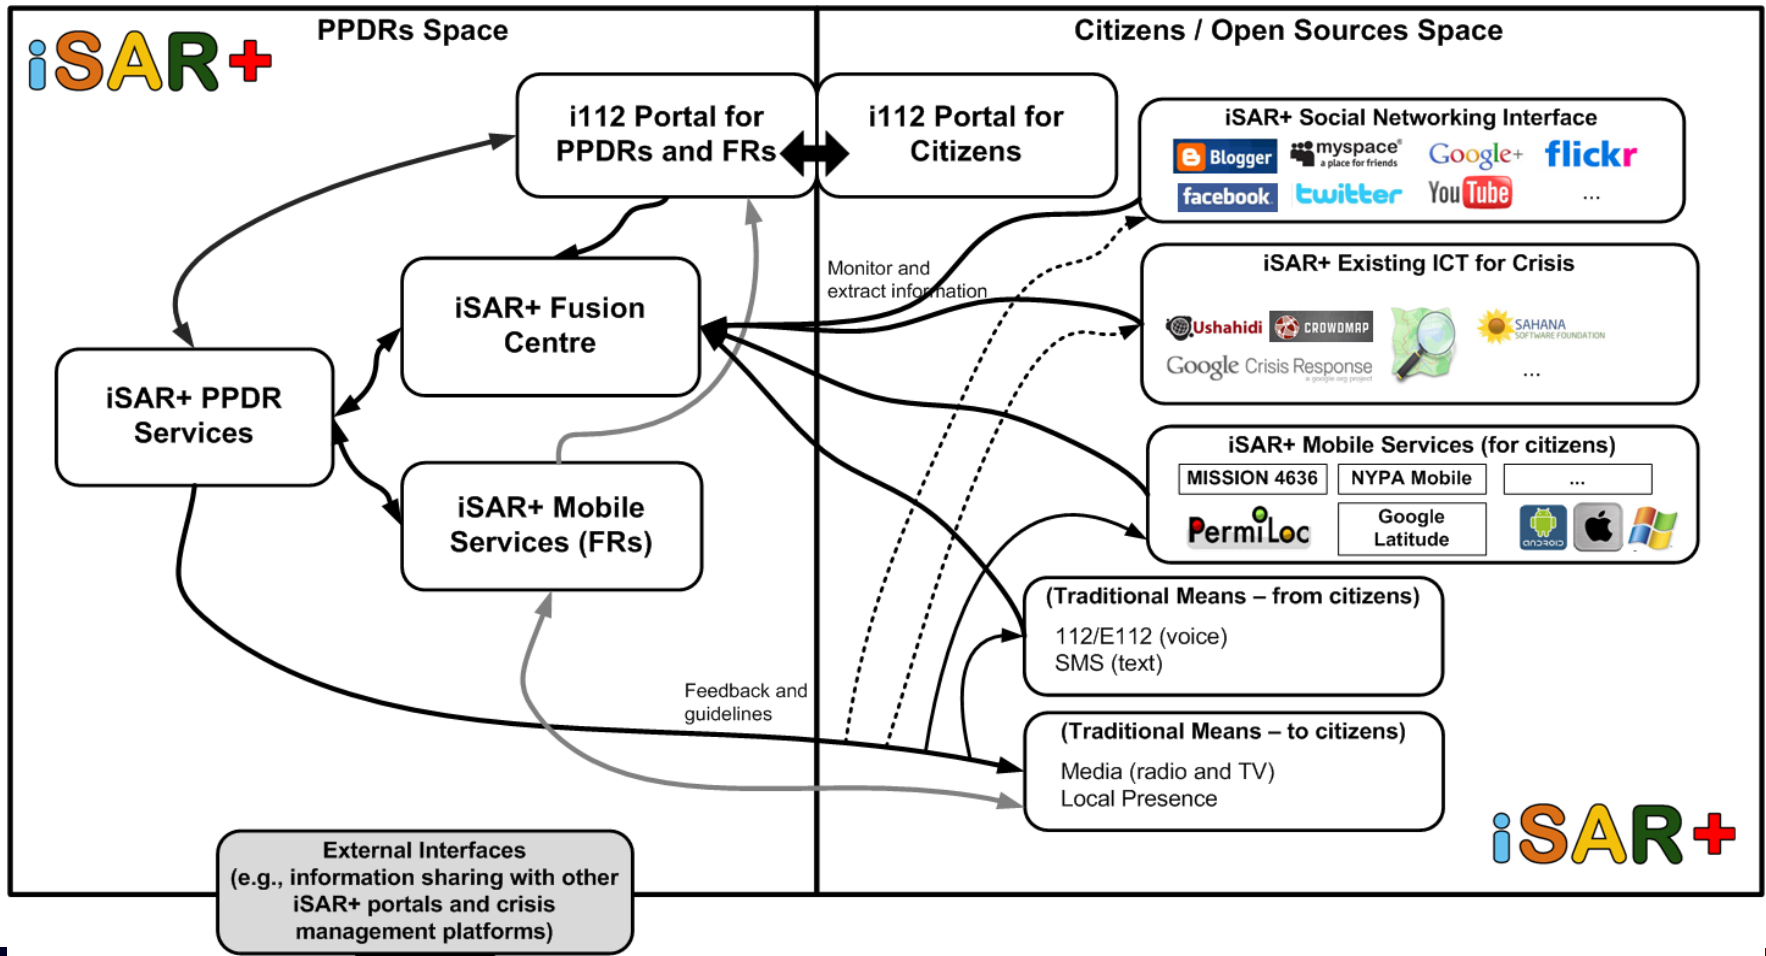 iSAR+
PPDRs Space
Citizens / Open Sources Space
i112 Portal for
PPDRs and FRs
i112 Portal for
Citizens
iSAR+ Social Networking Interface
Blogger
myspace®
a place for friends
Google+
flickr
facebook.
twitter
YouTube
...
Monitor and
extract information
iSAR+ Existing ICT for Crisis
Ushahidi
CROWDMAP
SAHANA
SOFTWARE FOUNDATION
Google Crisis Response
a google.org project
...
iSAR+ Fusion
Centre
iSAR+ PPDR
Services
iSAR+ Mobile
Services (FRs)
iSAR+ Mobile Services (for citizens)
MISSION 4636
NYPA Mobile
...
PermiLoc
Google
Latitude
ANDROID
(Traditional Means – from citizens)
112/E112 (voice)
SMS (text)
Feedback and
guidelines
(Traditional Means – to citizens)
Media (radio and TV)
Local Presence
iSAR+
External Interfaces
(e.g., information sharing with other
iSAR+ portals and crisis
management platforms)